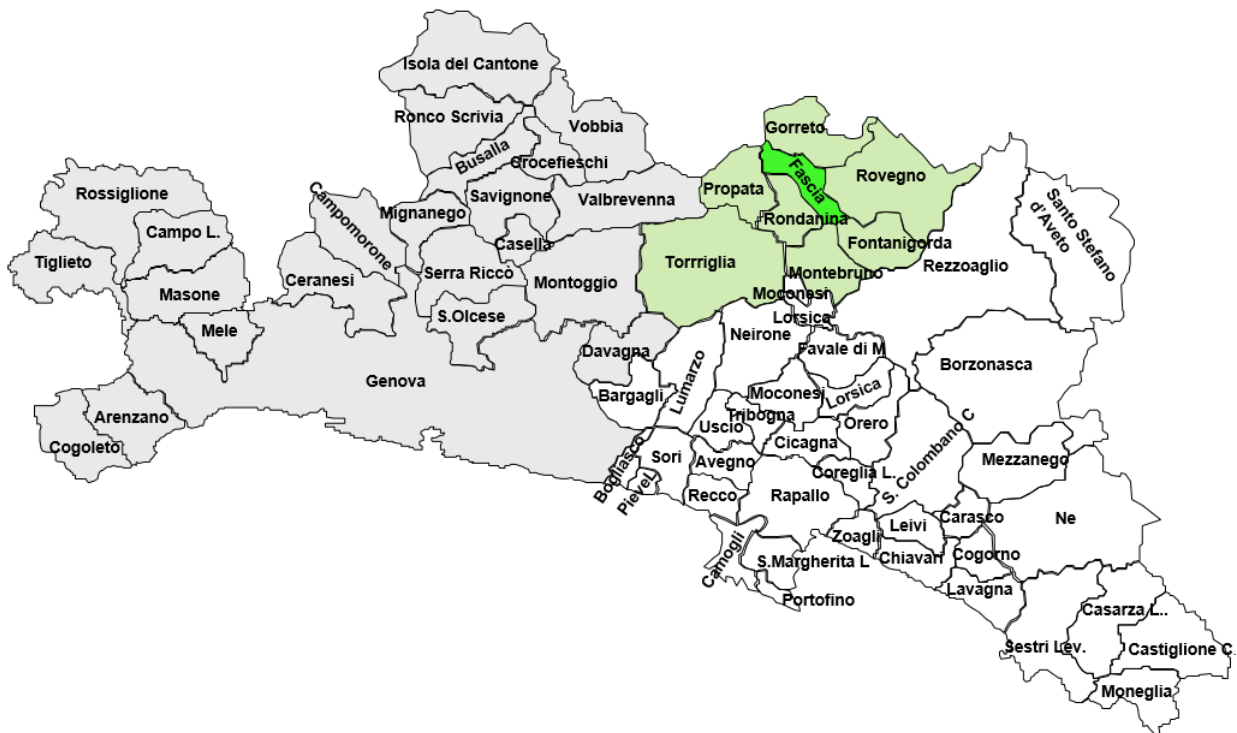 Isola del Cantone
Ronco Scrivia
Vobbia
Busalla
Crocefieschi
Gorreto
Fascia
Rovegno
Propata
Rondanina
Fontanigorda
Rossiglione
Campo L.
Tiglieto
Masone
Mele
Campomorone
Ceranesi
Mignanego
Savignone
Valbrevenna
Casella
Serra Riccò
Montoggio
S.Olcese
Torrriglia
Montebruno
Rezzoaglio
Santo Stefano
d'Aveto
Moconesi
Lorsica
Neirone
Favale di M
Borzonasca
Davagna
Genova
Bargagli
Lumarzo
Moconesi
Lorsica
Tribogna
Uscio
Cicagna
Orero
S. Colombano C
Arenzano
Cogoleto
Bogliasco
PieveL
Sori
Avegno
Recco
Coreglia L.
Rapallo
Mezzanego
Ne
Camogli
Zoagli
Leivi
Carasco
Chiavari
Cogorno
S.Margherita L
Portofino
Lavagna
Casarza L..
Sestri Lev.
Castiglione C.
Moneglia